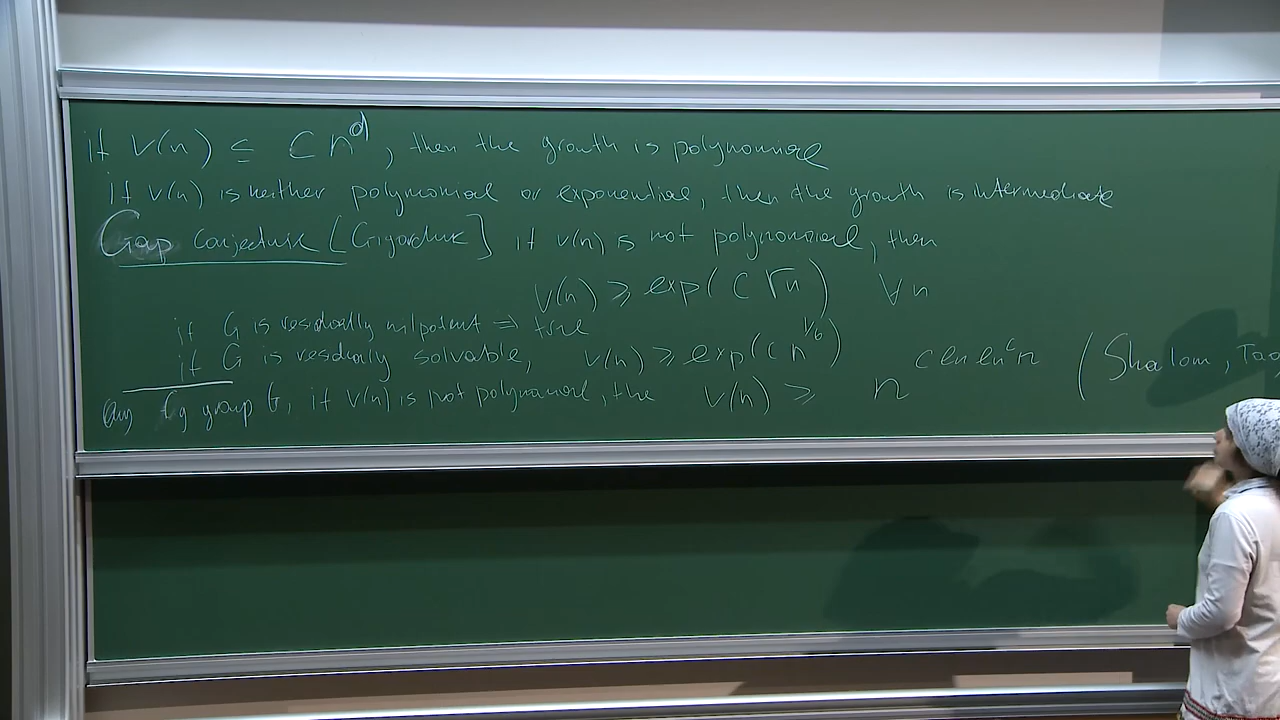 if v(n) ≤ C n^d, then the growth is polynomial
if v(n) is neither polynomial or exponential, then the growth is intermediate
Gap Conjecture [Grigorchuk] if v(n) is not polynomial, then
v(n) ≥ exp(C √n) ∀n
if G is residually nilpotent ⇒ true
if G is residually solvable, v(n) ≥ exp(C n^1/6)
any fg group G, if v(n) is not polynomial, the v(n) ≥ n^(c ln ln^c n) (Shalom, Tao